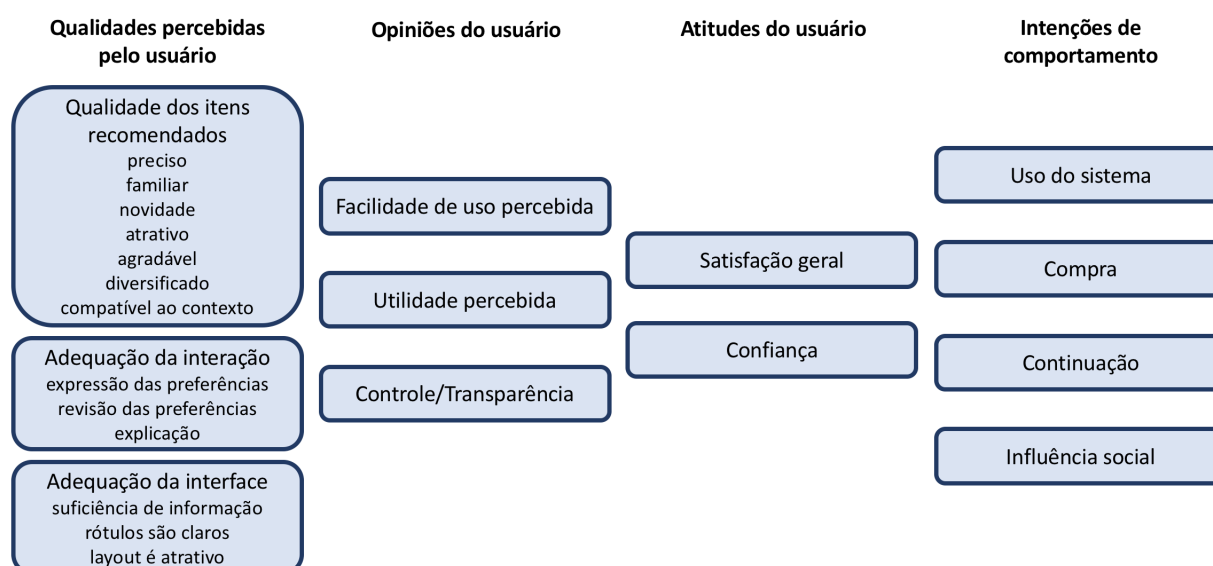 Qualidades percebidas
pelo usuário
Qualidade dos itens
recomendados
preciso
familiar
novidade
atrativo
agradável
diversificado
compatível ao contexto
Adequação da interação
expressão das preferências
revisão das preferências
explicação
Adequação da interface
suficiência de informação
rótulos são claros
layout é atrativo
Opiniões do usuário
Facilidade de uso percebida
Utilidade percebida
Controle/Transparência
Atitudes do usuário
Satisfação geral
Confiança
Intenções de
comportamento
Uso do sistema
Compra
Continuação
Influência social